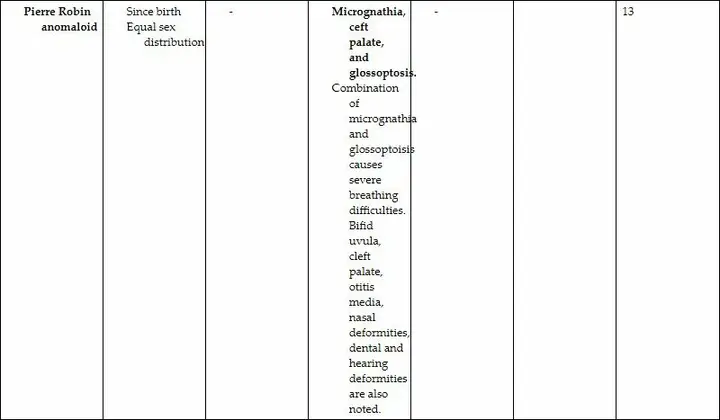 Pierre Robin
anomaloid
Since birth
Equal sex
distribution
-
Micrognathia,
ceft
palate,
and
glossoptosis.
Combination
of
micrognathia
and
glossoptoisis
causes
severe
breathing
difficulties.
Bifid
uvula,
cleft
palate,
otitis
media,
nasal
deformities,
dental and
hearing
deformities
are also
noted.
-
13